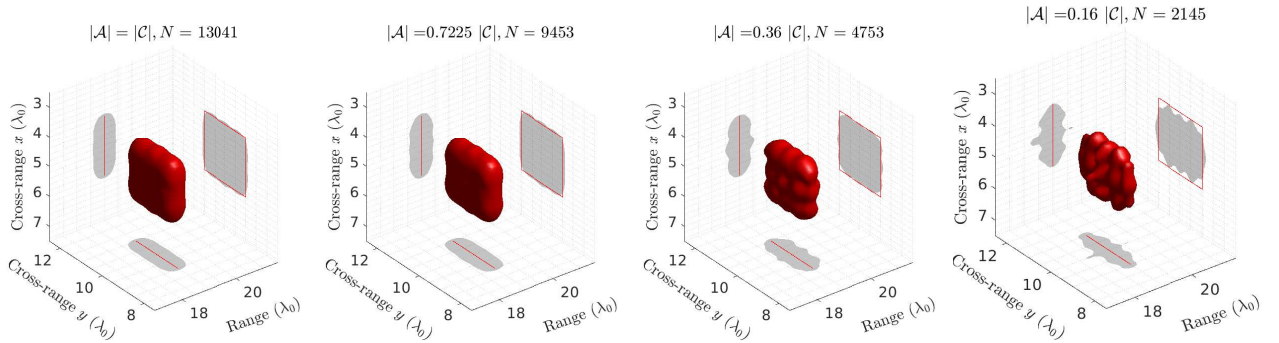 |𝒜| = |𝒞|, N = 13041
3
4
5
6
7
Cross-range x (λ₀)
12
10
8
Cross-range y (λ₀)
18
20
Range (λ₀)
|𝒜| =0.7225 |𝒞|, N = 9453
3
4
5
6
7
Cross-range x (λ₀)
12
10
8
Cross-range y (λ₀)
18
20
Range (λ₀)
|𝒜| =0.36 |𝒞|, N = 4753
3
4
5
6
7
Cross-range x (λ₀)
12
10
8
Cross-range y (λ₀)
18
20
Range (λ₀)
|𝒜| =0.16 |𝒞|, N = 2145
3
4
5
6
7
Cross-range x (λ₀)
12
10
8
Cross-range y (λ₀)
18
20
Range (λ₀)